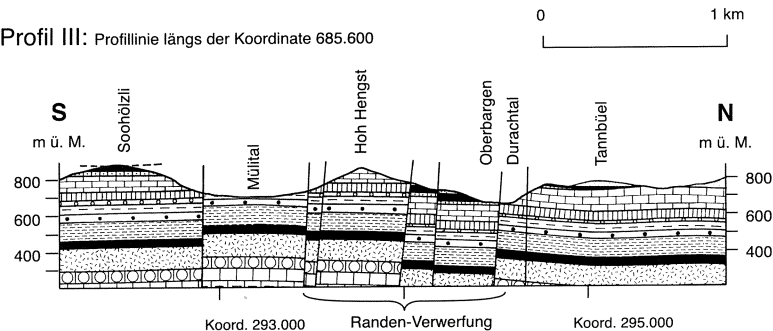 0 1 km
Profil III: Profillinie längs der Koordinate 685.600
S
m ü. M.
Soohölzli
Mülital
Hoh Hengst
Oberbargen
Durachtal
Tannbüel
N
m ü. M.
800
600
400
800
600
400
Koord. 293.000
Randen-Verwerfung
Koord. 295.000